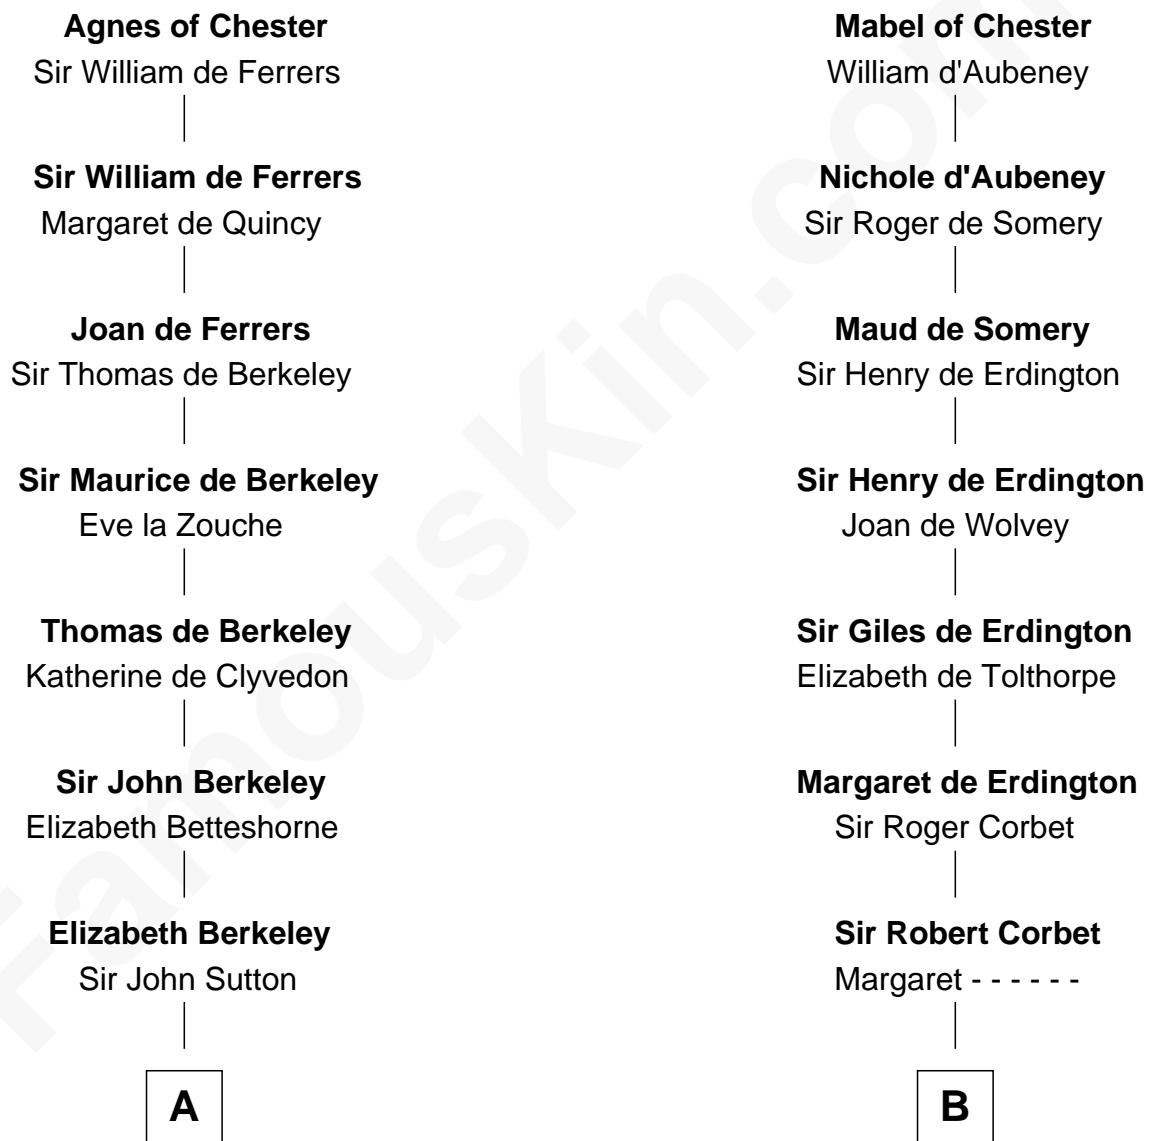 Agnes of Chester
Sir William de Ferrers
Sir William de Ferrers
Margaret de Quincy
Joan de Ferrers
Sir Thomas de Berkeley
Sir Maurice de Berkeley
Eve la Zouche
Thomas de Berkeley
Katherine de Clyvedon
Sir John Berkeley
Elizabeth Betteshorne
Elizabeth Berkeley
Sir John Sutton
A
Mabel of Chester
William d'Aubeney
Nichole d'Aubeney
Sir Roger de Somery
Maud de Somery
Sir Henry de Erdington
Sir Henry de Erdington
Joan de Wolvey
Sir Giles de Erdington
Elizabeth de Tolthorpe
Margaret de Erdington
Sir Roger Corbet
Sir Robert Corbet
Margaret - - - - - -
B
FamousKin.com